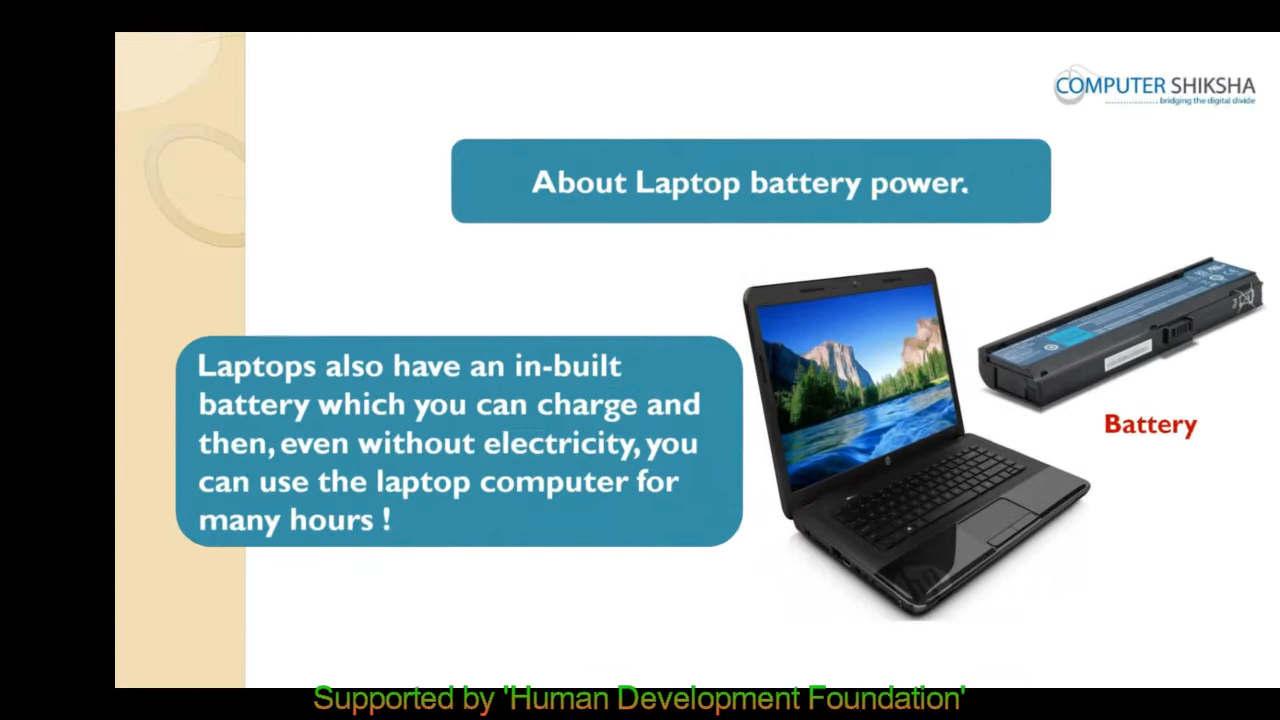 COMPUTER SHIKSHA
bridging the digital divide
About Laptop battery power.
Laptops also have an in-built
battery which you can charge and
then, even without electricity, you
can use the laptop computer for
many hours !
Battery
Supported by 'Human Development Foundation'